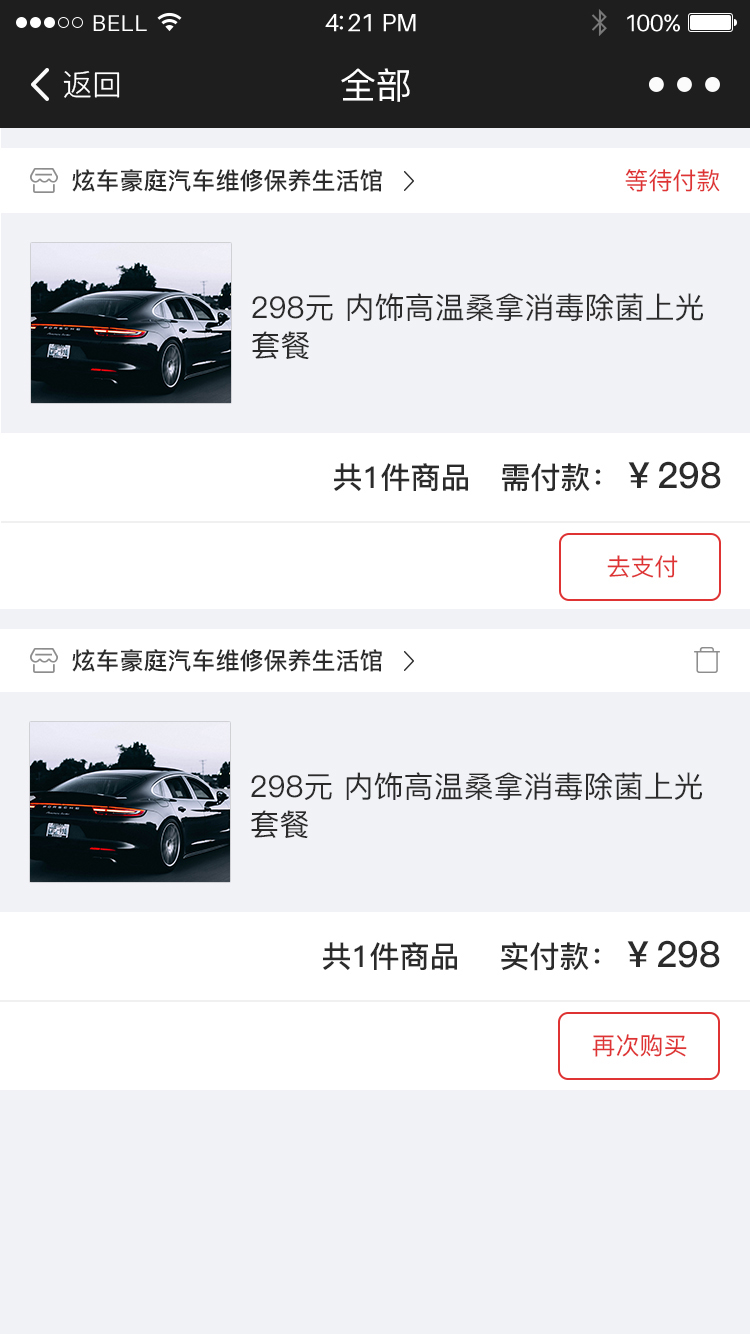 BELL 4:21 PM 100%
返回 全部
炫车豪庭汽车维修保养生活馆 等待付款
PORSCHE
298元 内饰高温桑拿消毒除菌上光
套餐
共1件商品 需付款： ¥ 298
去支付
炫车豪庭汽车维修保养生活馆
PORSCHE
298元 内饰高温桑拿消毒除菌上光
套餐
共1件商品 实付款： ¥ 298
再次购买